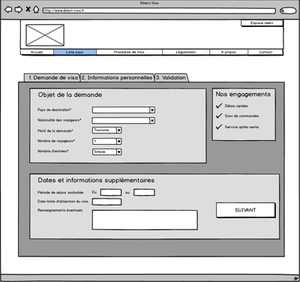 Direct-Visa
http://www.direct-visa.fr
Espace client
Accueil
Liste pays
Procédure de Visa
Légalisation
A propos
Contact
1. Demande de visa
2. Informations personnelles
3. Validation
Objet de la demande
Pays de destination*
Nationalité des voyageurs*
Motif de la demande*
Tourisme
Nombre de voyageurs*
1
Nombre d'entrées*
Simple
Nos engagements
Délais rapides
Suivi de commandes
Service après-vente
Dates et informations supplémentaires
Période de séjour souhaitée
Du
au
Date limite d'obtention du visa
Renseignements éventuels
SUIVANT